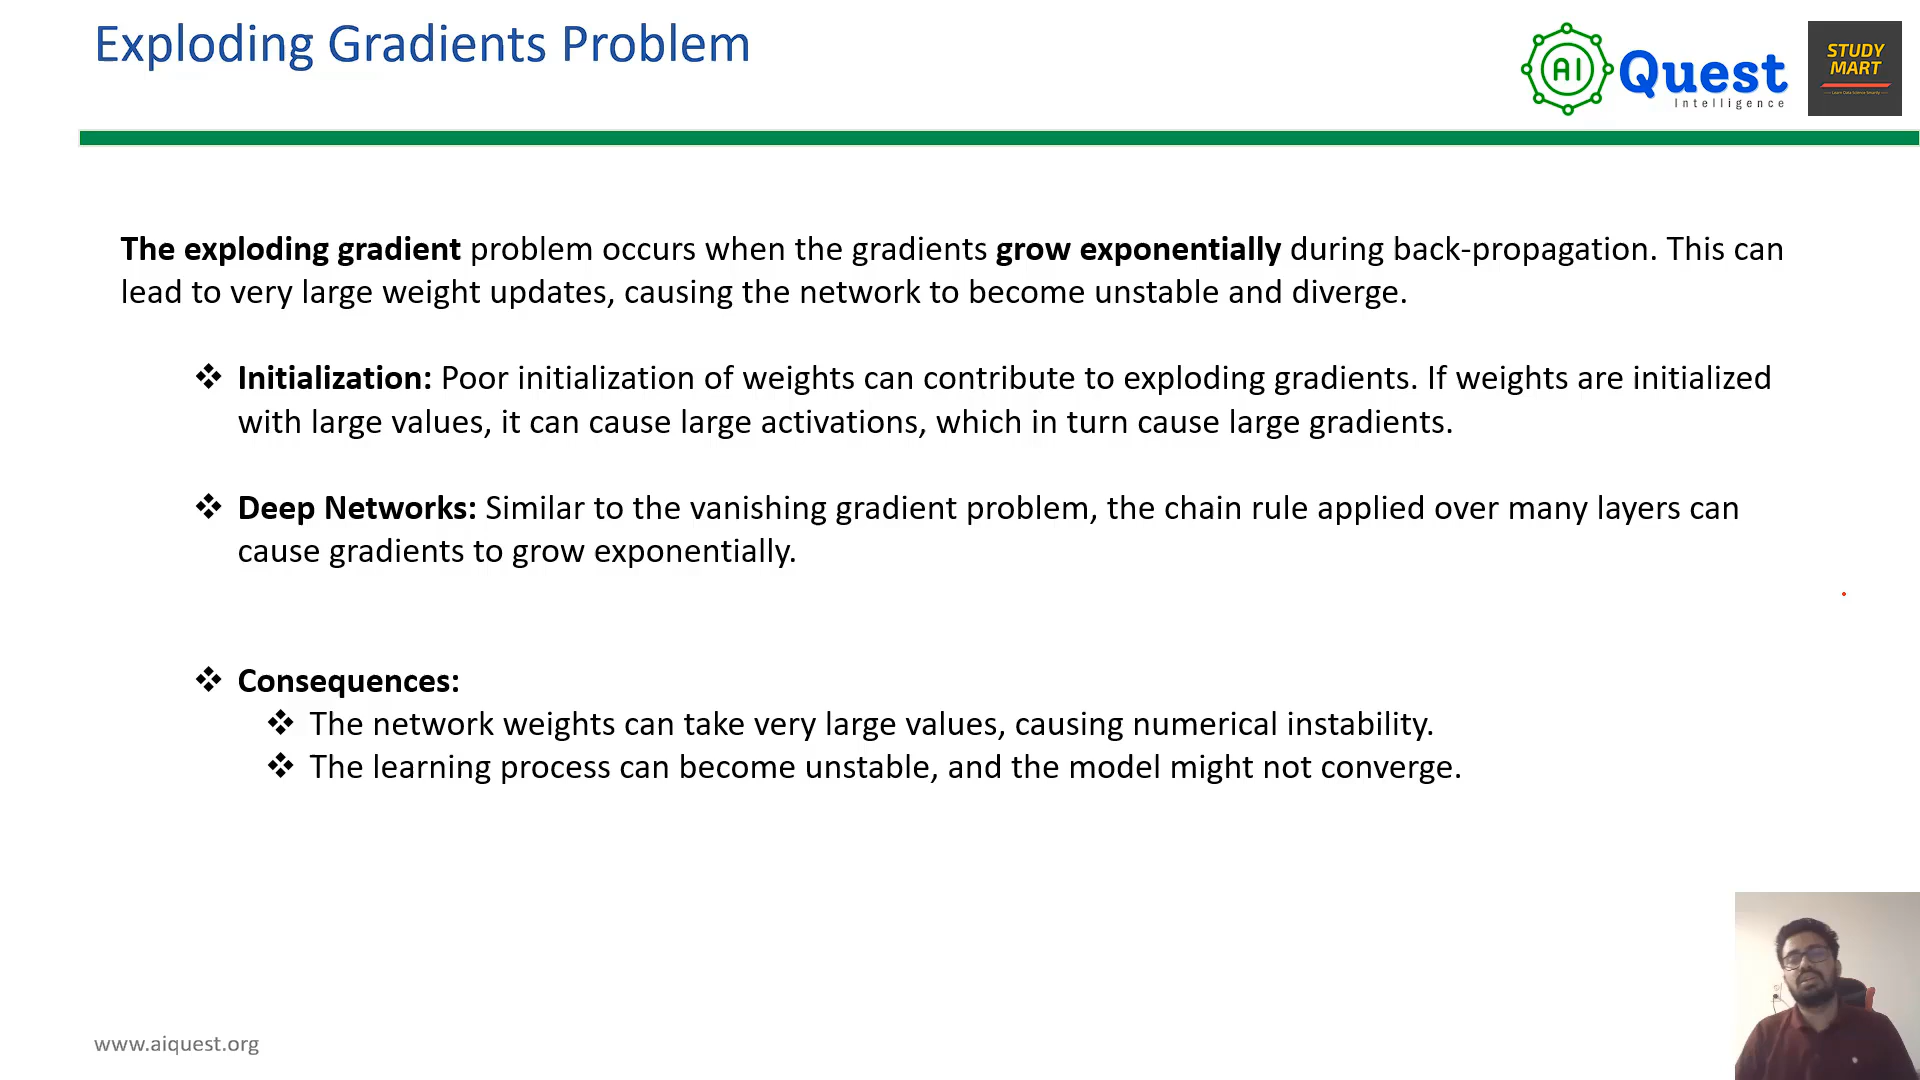 Exploding Gradients Problem
AI Quest
Intelligence
STUDY
MART
The exploding gradient problem occurs when the gradients grow exponentially during back-propagation. This can
lead to very large weight updates, causing the network to become unstable and diverge.
❖ Initialization: Poor initialization of weights can contribute to exploding gradients. If weights are initialized
with large values, it can cause large activations, which in turn cause large gradients.
❖ Deep Networks: Similar to the vanishing gradient problem, the chain rule applied over many layers can
cause gradients to grow exponentially.
❖ Consequences:
❖ The network weights can take very large values, causing numerical instability.
❖ The learning process can become unstable, and the model might not converge.
www.aiquest.org